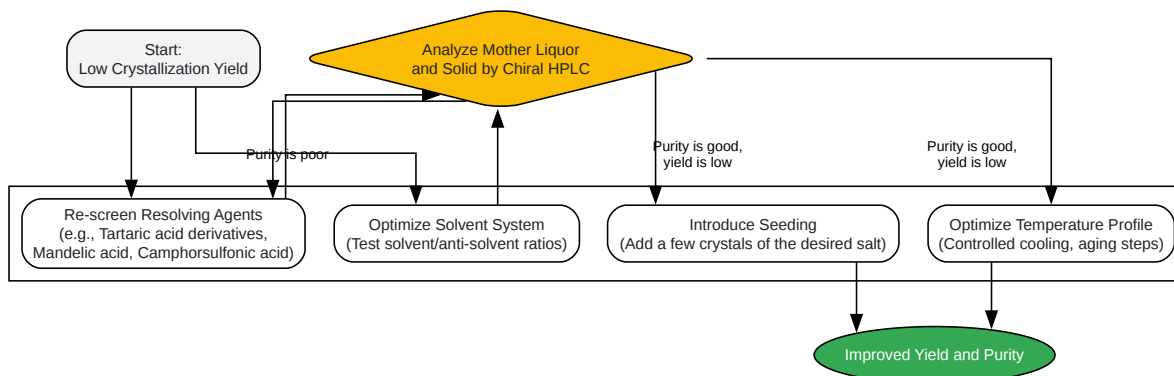 Start:
Low Crystallization Yield
Analyze Mother Liquor
and Solid by Chiral HPLC
Purity is poor
Purity is good,
yield is low
Purity is good,
yield is low
Re-screen Resolving Agents
(e.g., Tartaric acid derivatives,
Mandelic acid, Camphorsulfonic acid)
Optimize Solvent System
(Test solvent/anti-solvent ratios)
Introduce Seeding
(Add a few crystals of the desired salt)
Optimize Temperature Profile
(Controlled cooling, aging steps)
Improved Yield and Purity